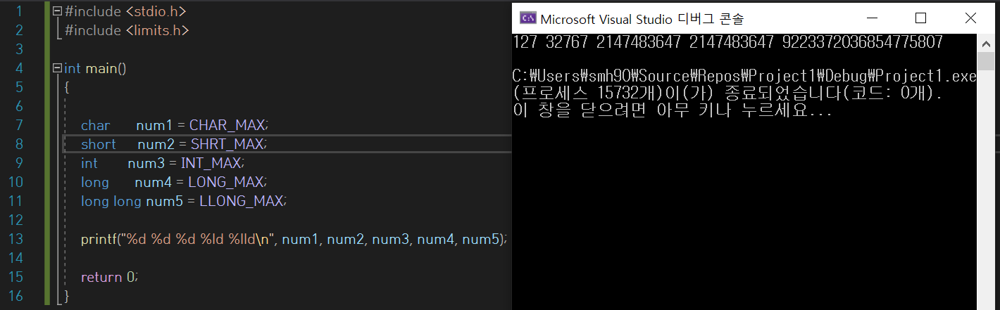 1 #include <stdio.h>
2 #include <limits.h>
3
4 int main()
5 {
6
7 char num1 = CHAR_MAX;
8 short num2 = SHRT_MAX;
9 int num3 = INT_MAX;
10 long num4 = LONG_MAX;
11 long long num5 = LLONG_MAX;
12
13 printf("%d %d %d %ld %lld\n", num1, num2, num3, num4, num5);
14
15 return 0;
16 }
Microsoft Visual Studio 디버그 콘솔
127 32767 2147483647 2147483647 9223372036854775807
C:₩Users₩smh90₩Source₩Repos₩Project1₩Debug₩Project1.exe
(프로세스 15732개)이(가) 종료되었습니다(코드: 0개).
이 창을 닫으려면 아무 키나 누르세요...